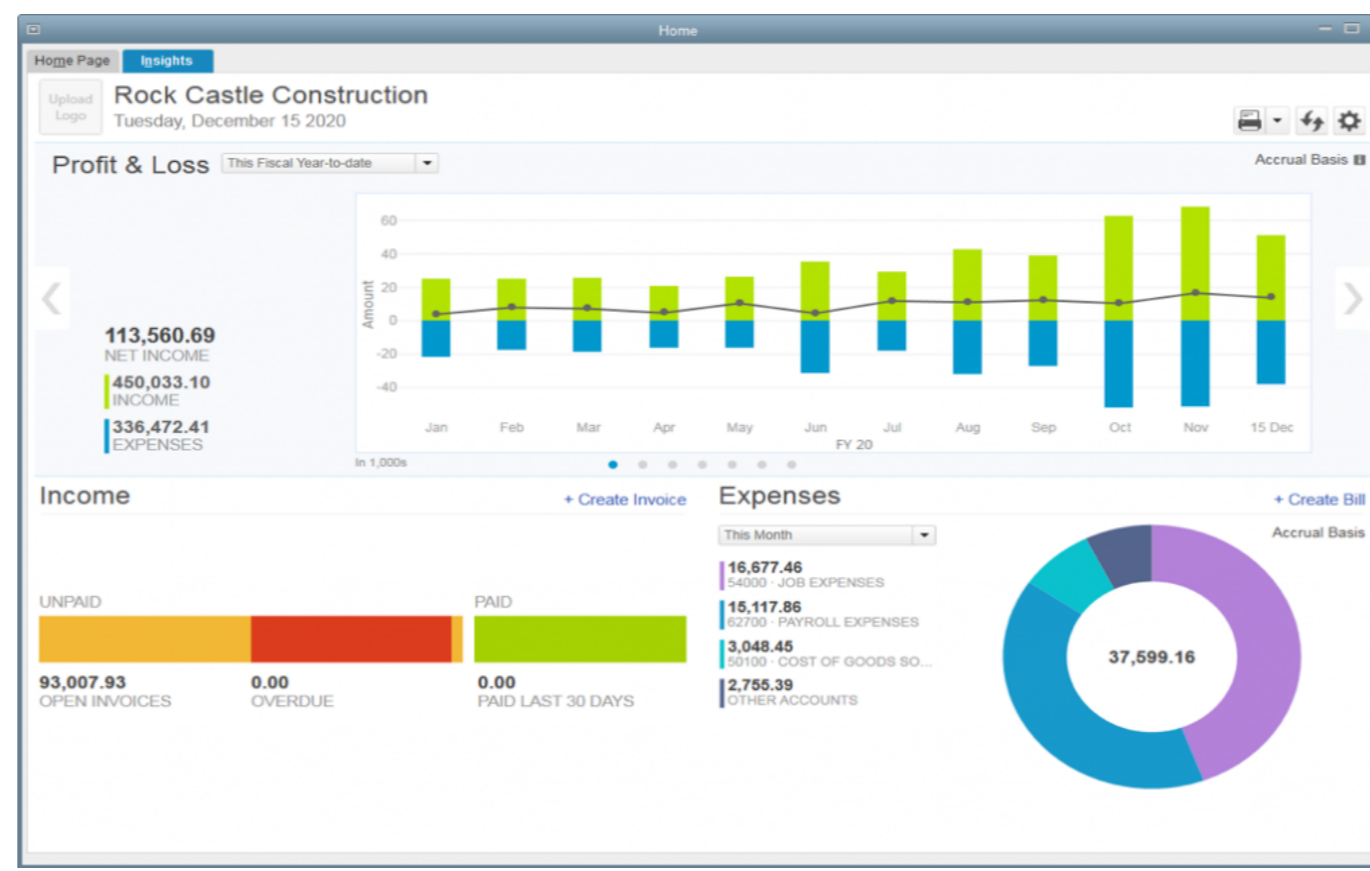 Home
Home Page Insights
Upload Logo
Rock Castle Construction
Tuesday, December 15 2020
Profit & Loss This Fiscal Year-to-date
Accrual Basis
113,560.69
NET INCOME
450,033.10
INCOME
336,472.41
EXPENSES
Amount
60
40
20
0
-20
-40
Jan Feb Mar Apr May Jun Jul Aug Sep Oct Nov 15 Dec
FY 20
In 1,000s
Income
+ Create Invoice
UNPAID
PAID
93,007.93
OPEN INVOICES
0.00
OVERDUE
0.00
PAID LAST 30 DAYS
Expenses
+ Create Bill
This Month
Accrual Basis
16,677.46
54000 · JOB EXPENSES
15,117.86
62700 · PAYROLL EXPENSES
3,048.45
50100 · COST OF GOODS SO...
2,755.39
OTHER ACCOUNTS
37,599.16